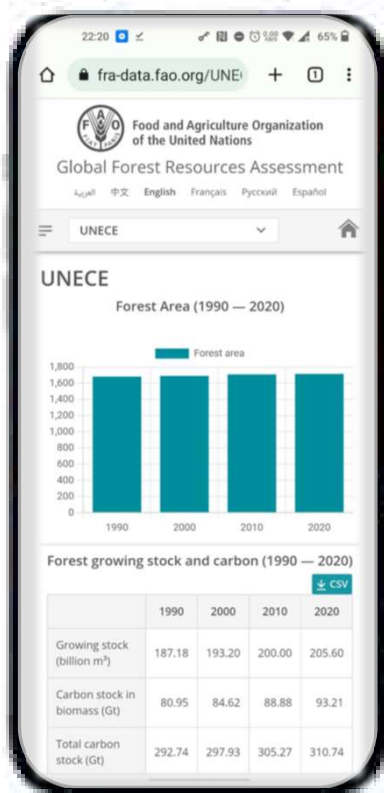 22:20
65%
fra-data.fao.org/UNE
1
FAO
FIAT PANIS
Food and Agriculture Organization
of the United Nations
Global Forest Resources Assessment
العربية 中文 English Français Русский Español
UNECE
UNECE
Forest Area (1990 — 2020)
Forest area
1,800
1,600
1,400
1,200
1,000
800
600
400
200
0
1990 2000 2010 2020
Forest growing stock and carbon (1990 — 2020)
CSV
1990 2000 2010 2020
Growing stock
(billion m³) 187.18 193.20 200.00 205.60
Carbon stock in
biomass (Gt) 80.95 84.62 88.88 93.21
Total carbon
stock (Gt) 292.74 297.93 305.27 310.74